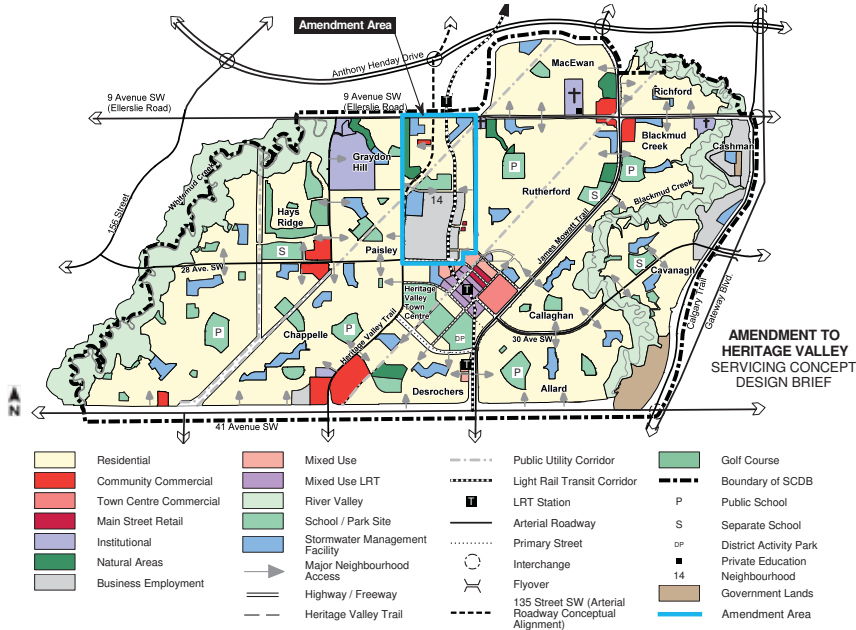 Amendment Area
Anthony Henday Drive
MacEwan
Richford
9 Avenue SW
(Ellerslie Road)
9 Avenue SW
(Ellerslie Road)
T
Blackmud
Creek
Cashman
Graydon
Hill
Whitemud Creek
156 Street
P
P
Rutherford
S
Blackmud Creek
14
Hays
Ridge
James Mowatt Trail
S
Paisley
28 Ave. SW
S
Cavanagh
Heritage
Valley
Town
Centre
T
Calgary Trail
Gateway Blvd.
P
Chappelle
P
Heritage Valley Trail
Callaghan
DP
30 Ave SW
AMENDMENT TO
HERITAGE VALLEY
SERVICING CONCEPT
DESIGN BRIEF
T
P
Desrochers
Allard
N
41 Avenue SW
Residential
Community Commercial
Town Centre Commercial
Main Street Retail
Institutional
Natural Areas
Business Employment
Mixed Use
Mixed Use LRT
River Valley
School / Park Site
Stormwater Management
Facility
Major Neighbourhood
Access
Highway / Freeway
Heritage Valley Trail
Public Utility Corridor
Light Rail Transit Corridor
T LRT Station
Arterial Roadway
Primary Street
Interchange
Flyover
135 Street SW (Arterial
Roadway Conceptual
Alignment)
Golf Course
Boundary of SCDB
P Public School
S Separate School
DP District Activity Park
Private Education
14 Neighbourhood
Government Lands
Amendment Area